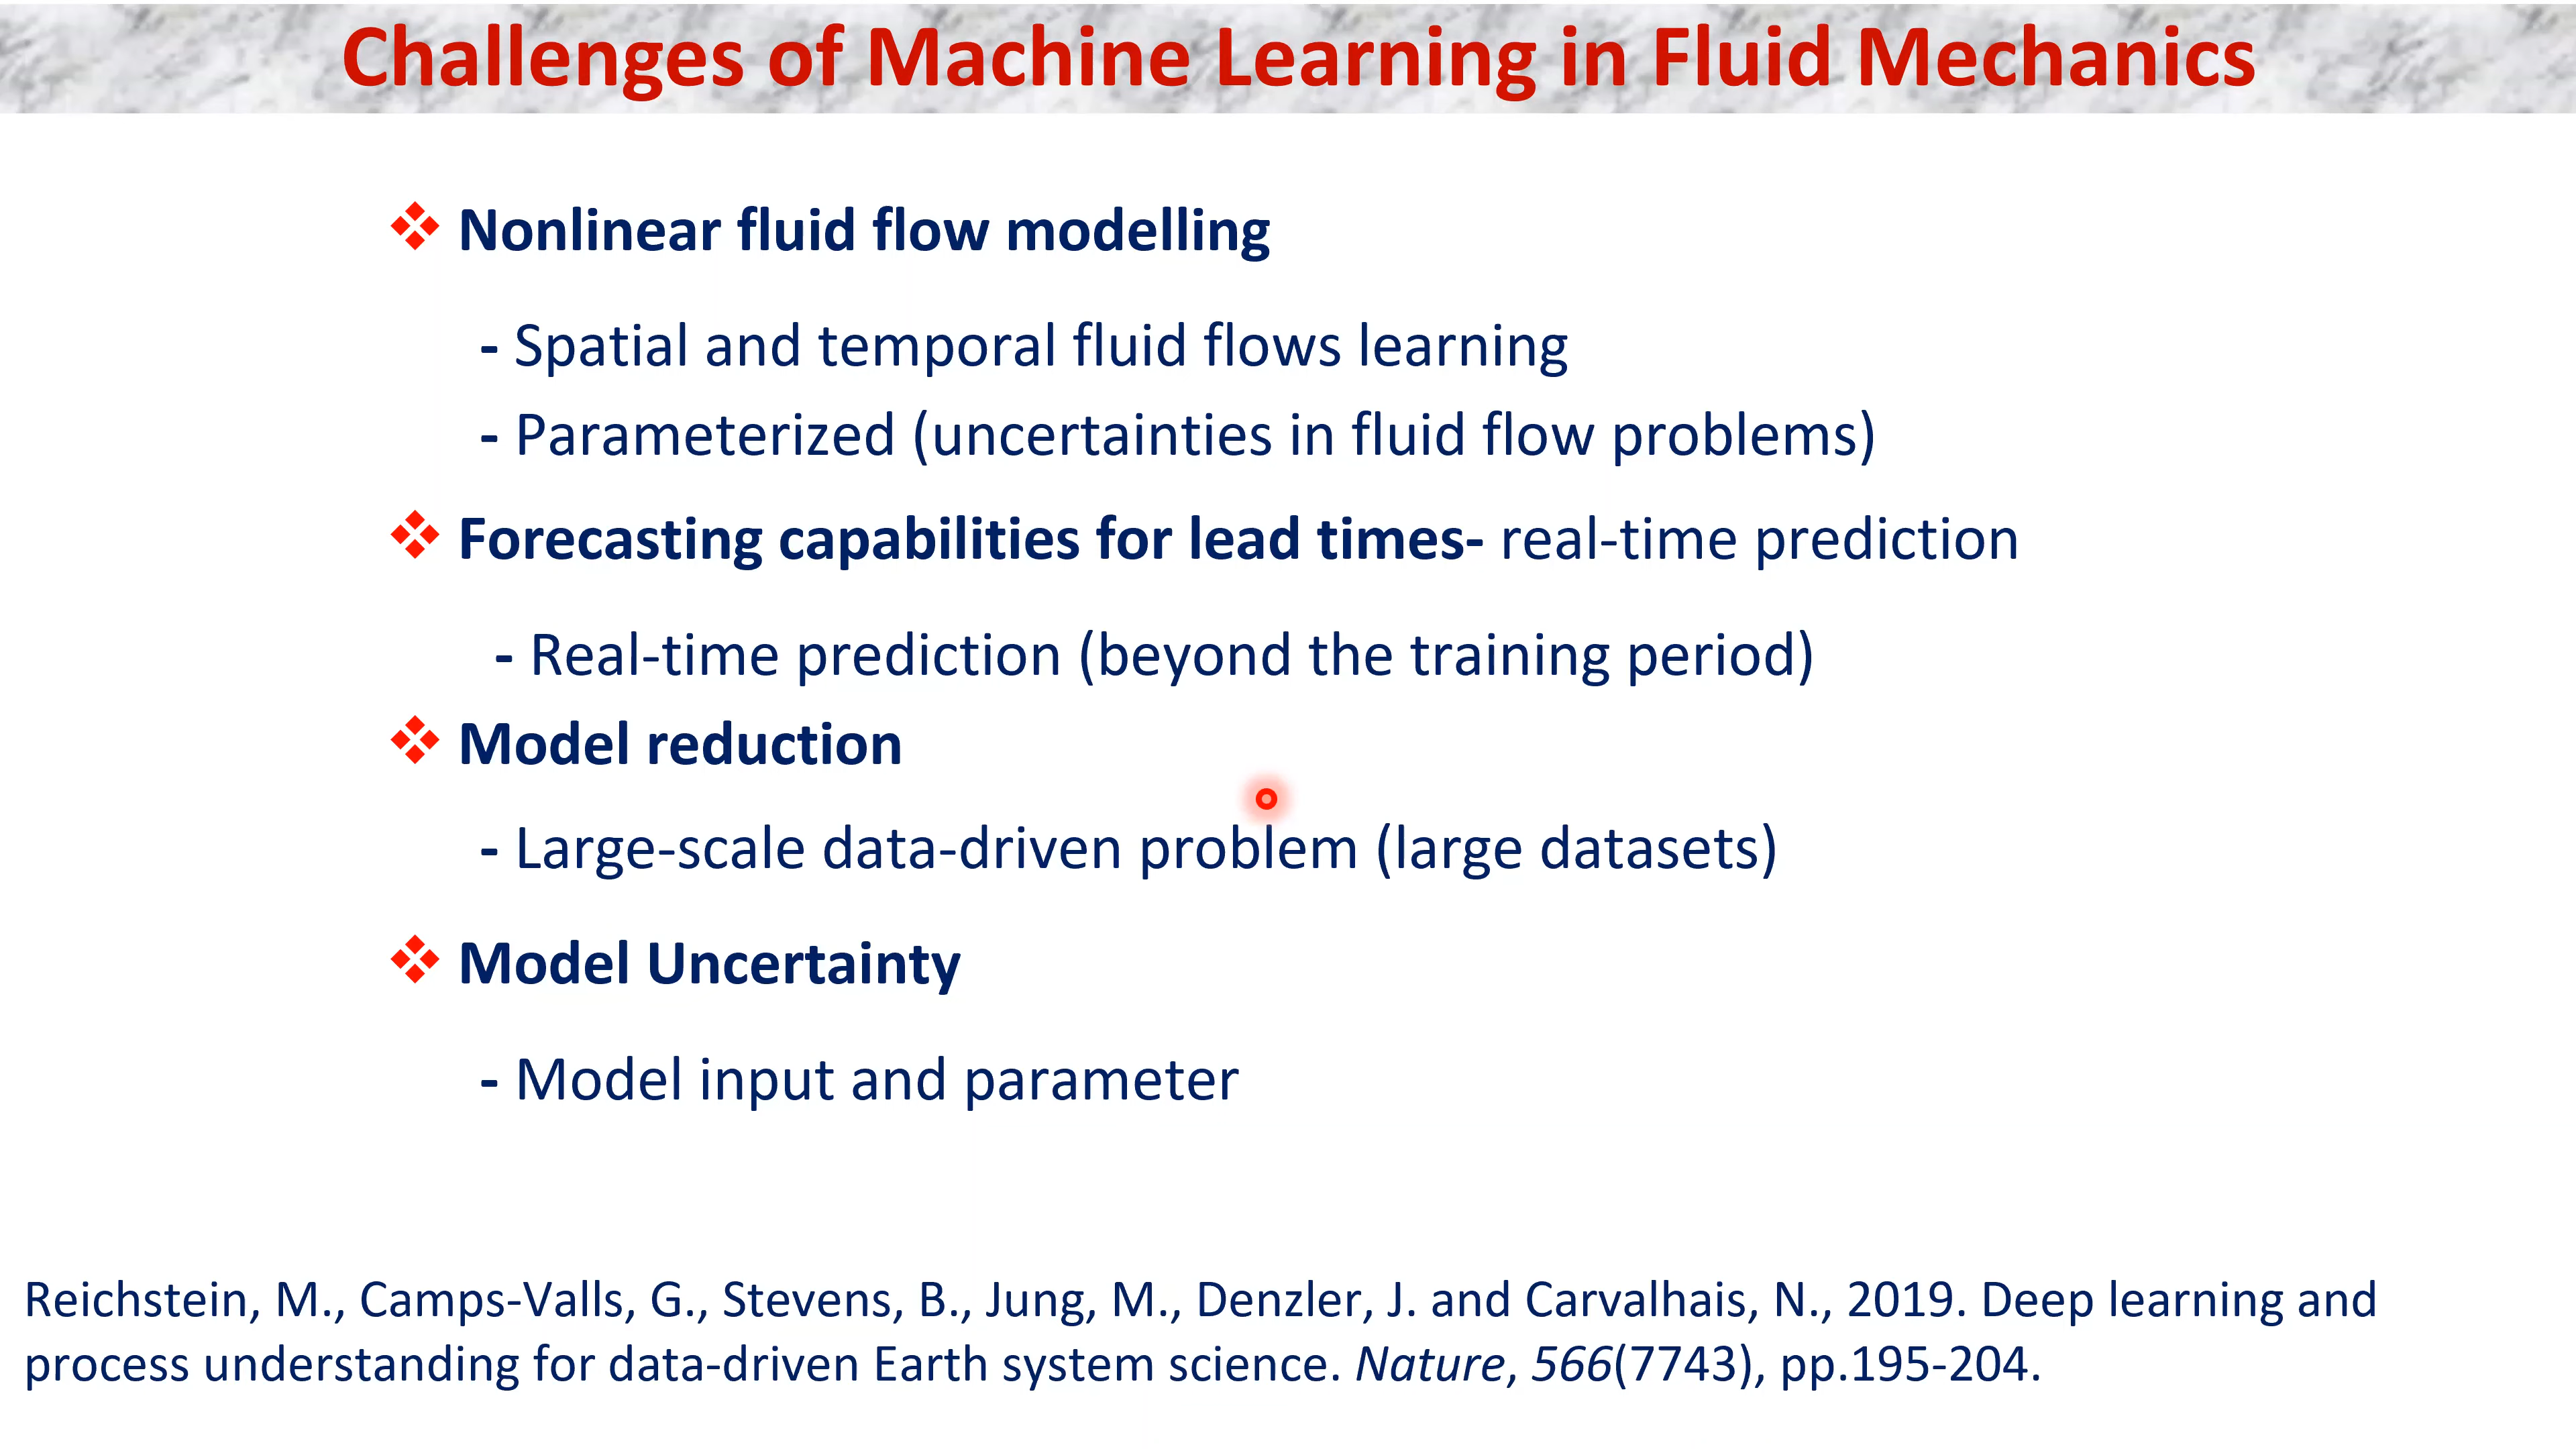 Challenges of Machine Learning in Fluid Mechanics
❖ Nonlinear fluid flow modelling
- Spatial and temporal fluid flows learning
- Parameterized (uncertainties in fluid flow problems)
❖ Forecasting capabilities for lead times- real-time prediction
- Real-time prediction (beyond the training period)
❖ Model reduction
- Large-scale data-driven problem (large datasets)
❖ Model Uncertainty
- Model input and parameter
Reichstein, M., Camps-Valls, G., Stevens, B., Jung, M., Denzler, J. and Carvalhais, N., 2019. Deep learning and
process understanding for data-driven Earth system science. Nature, 566(7743), pp.195-204.